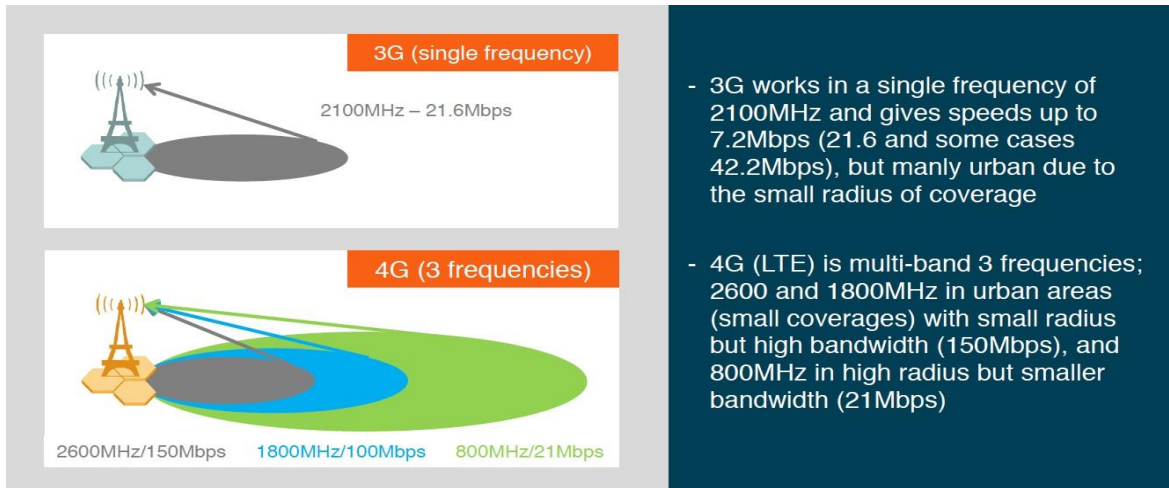 3G (single frequency)
2100MHz – 21.6Mbps
4G (3 frequencies)
2600MHz/150Mbps 1800MHz/100Mbps 800MHz/21Mbps
- 3G works in a single frequency of
2100MHz and gives speeds up to
7.2Mbps (21.6 and some cases
42.2Mbps), but manly urban due to
the small radius of coverage
- 4G (LTE) is multi-band 3 frequencies;
2600 and 1800MHz in urban areas
(small coverages) with small radius
but high bandwidth (150Mbps), and
800MHz in high radius but smaller
bandwidth (21Mbps)